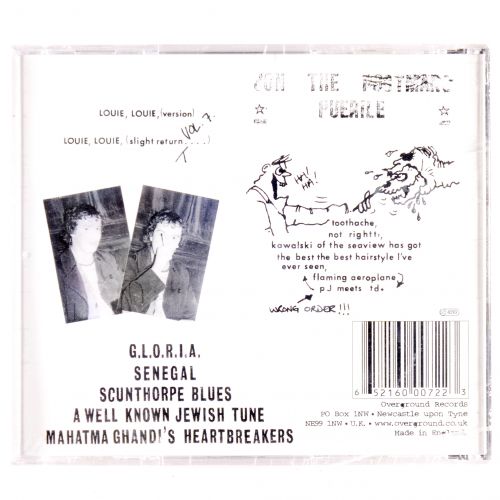 JON THE POSTMAN'S
PUERILE
LOUIE, LOUIE, (version)
VOL. 7.
LOUIE, LOUIE, (slight return . . . .)
HA!
HA!
toothache,
not right!!,
kowalski of the seaview has got
the best the best hairstyle I've
ever seen,
flaming aeroplane,
p.J meets td.
WRONG ORDER!!!
G.L.O.R.I.A.
SENEGAL
SCUNTHORPE BLUES
A WELL KNOWN JEWISH TUNE
MAHATMA GHANDI'S HEARTBREAKERS
6 52160 00722 3
Overground Records
PO Box 1NW • Newcastle upon Tyne
NE99 1NW • U.K. • www.overground.co.uk
Made in England